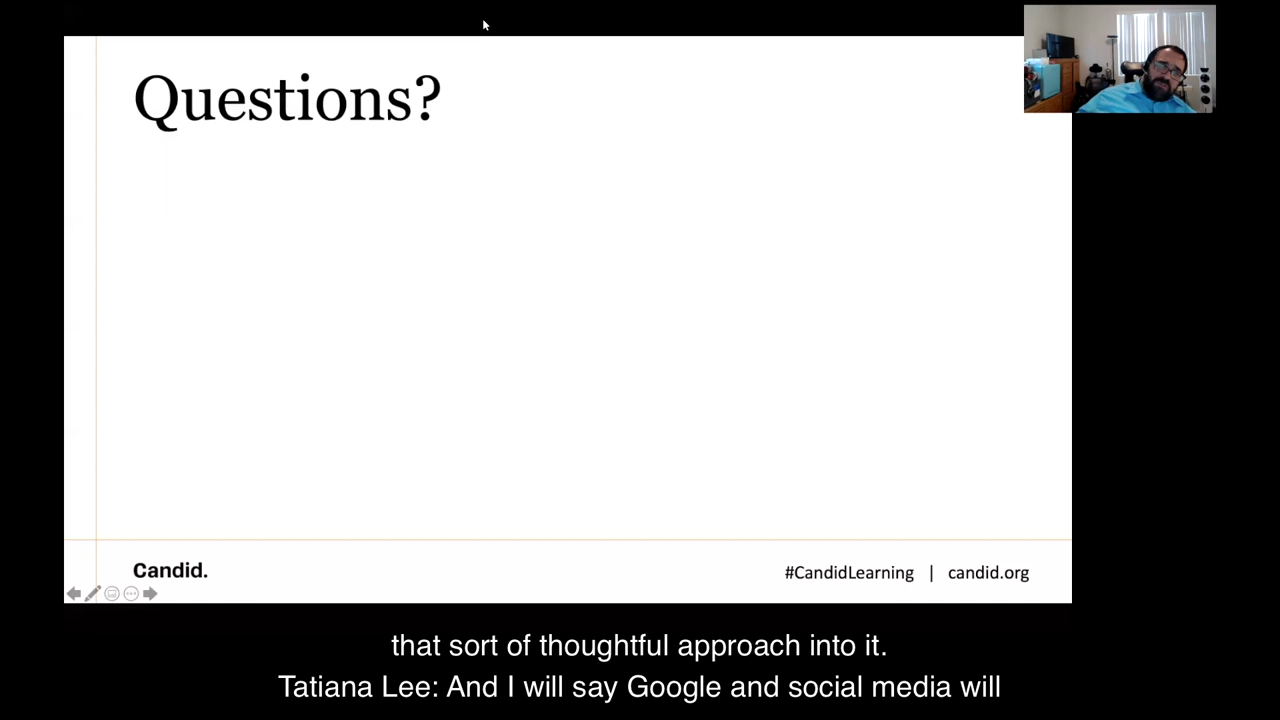 Questions?
Candid.
#CandidLearning | candid.org
that sort of thoughtful approach into it.
Tatiana Lee: And I will say Google and social media will